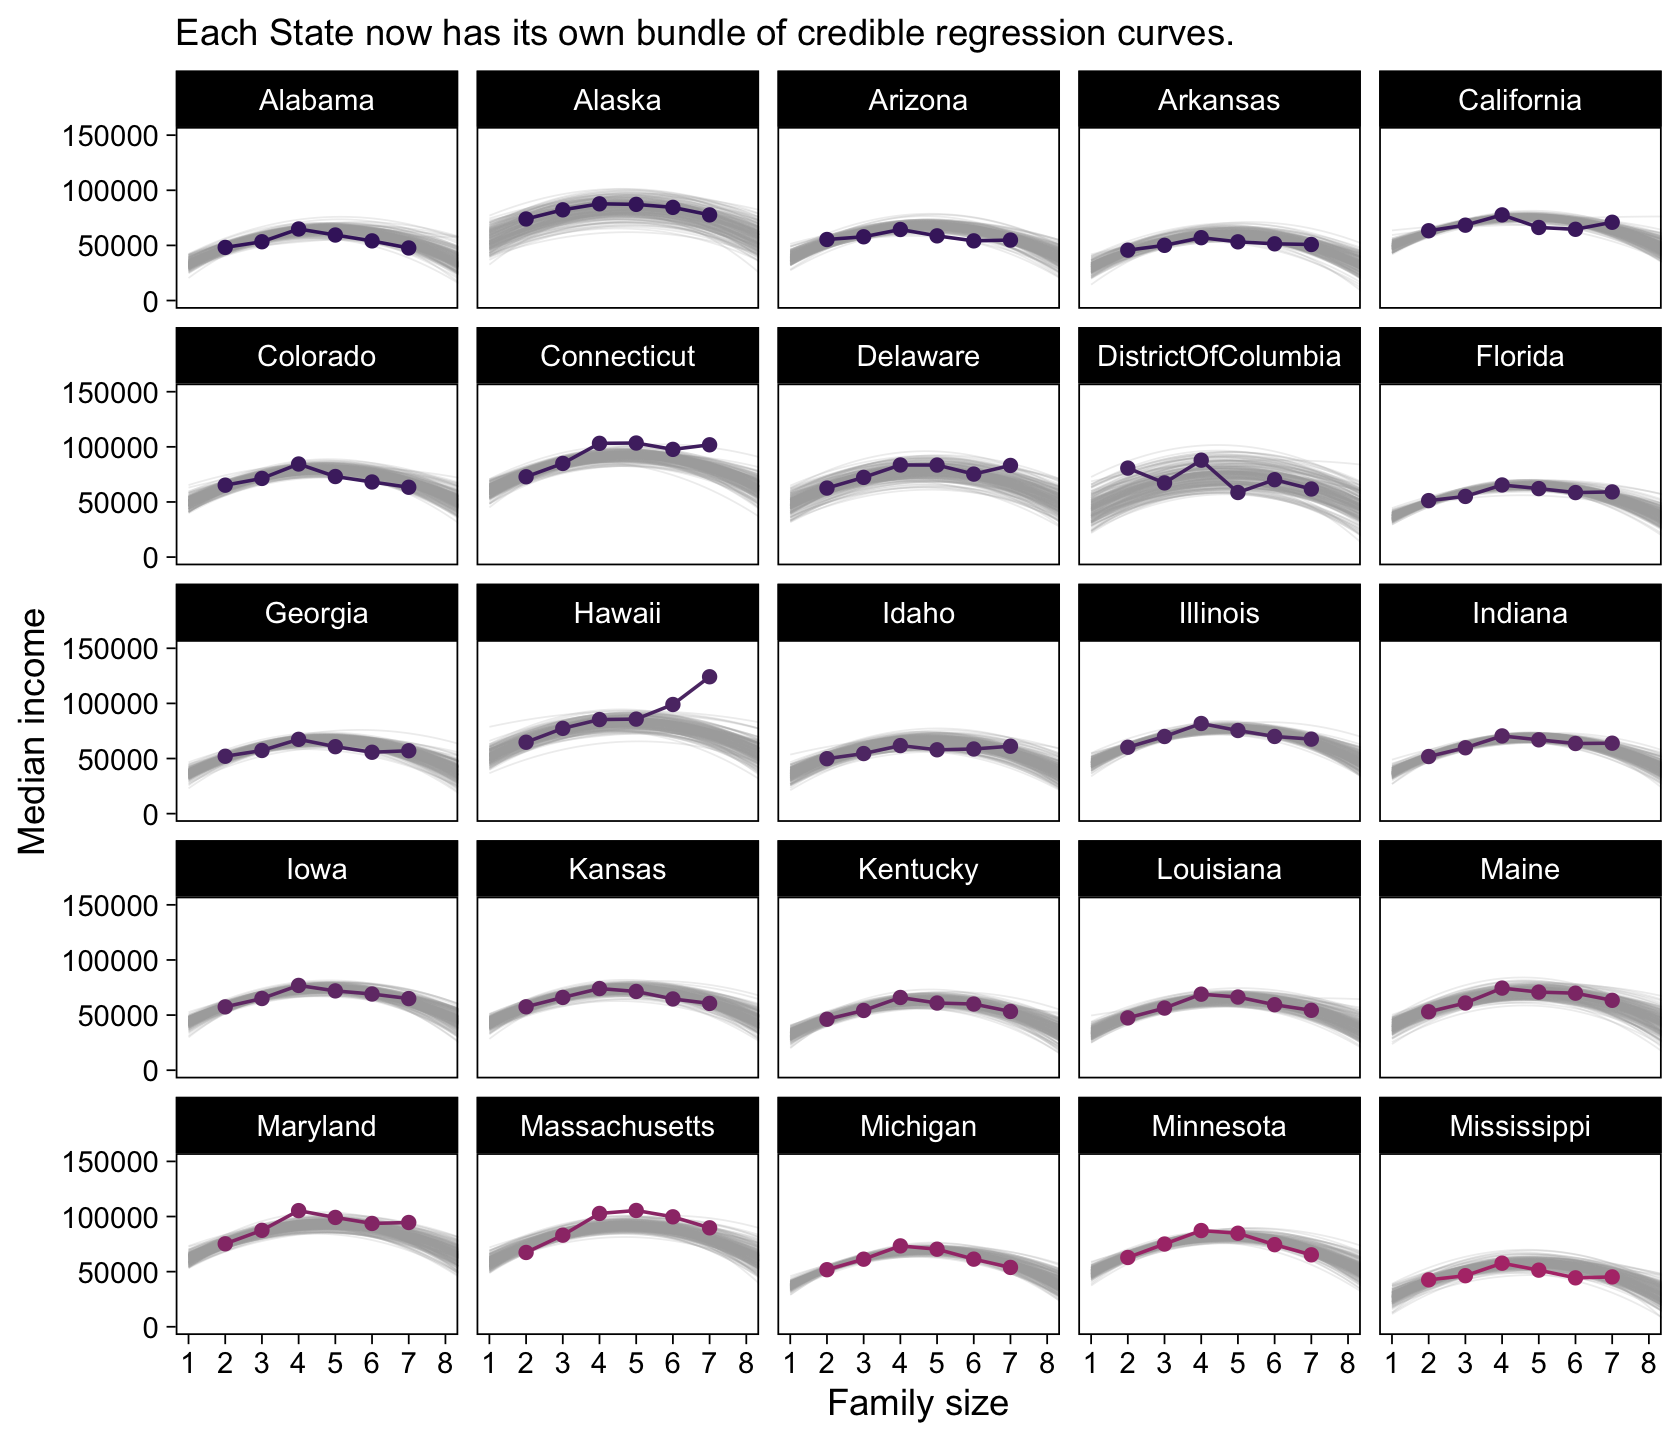 Each State now has its own bundle of credible regression curves.
Alabama Alaska Arizona Arkansas California
150000
100000
50000
0
Colorado Connecticut Delaware DistrictOfColumbia Florida
150000
100000
50000
0
Georgia Hawaii Idaho Illinois Indiana
150000
100000
50000
0
Median income
Iowa Kansas Kentucky Louisiana Maine
150000
100000
50000
0
Maryland Massachusetts Michigan Minnesota Mississippi
150000
100000
50000
0
1 2 3 4 5 6 7 8 1 2 3 4 5 6 7 8 1 2 3 4 5 6 7 8 1 2 3 4 5 6 7 8 1 2 3 4 5 6 7 8
Family size